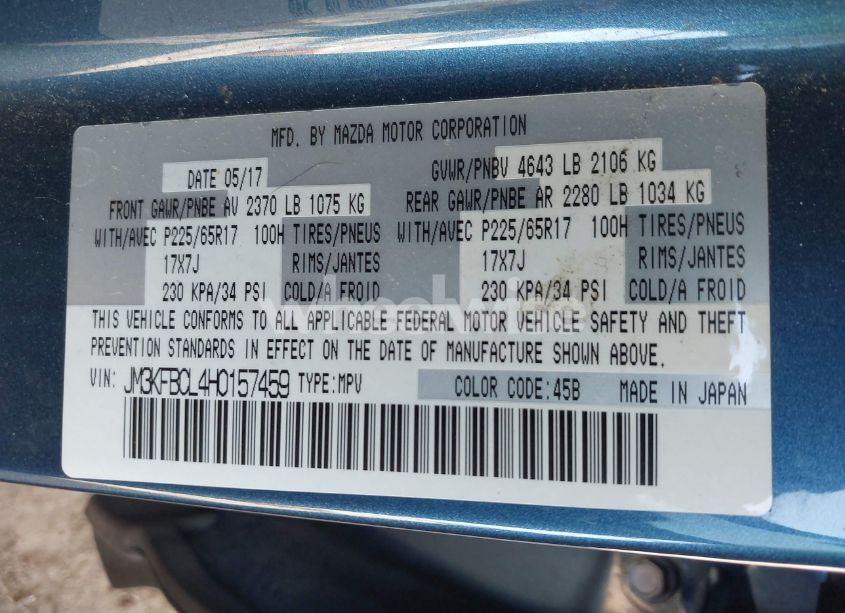 MFD. BY MAZDA MOTOR CORPORATION
DATE 05/17 GVWR/PNBV 4643 LB 2106 KG
FRONT GAWR/PNBE AV 2370 LB 1075 KG REAR GAWR/PNBE AR 2280 LB 1034 KG
WITH/AVEC P225/65R17 100H TIRES/PNEUS WITH/AVEC P225/65R17 100H TIRES/PNEUS
17X7J RIMS/JANTES 17X7J RIMS/JANTES
230 KPA/34 PSI COLD/A FROID 230 KPA/34 PSI COLD/A FROID
THIS VEHICLE CONFORMS TO ALL APPLICABLE FEDERAL MOTOR VEHICLE SAFETY AND THEFT
PREVENTION STANDARDS IN EFFECT ON THE DATE OF MANUFACTURE SHOWN ABOVE.
VIN: JM3KFBCL4H0157459 TYPE:MPV COLOR CODE:45B MADE IN JAPAN